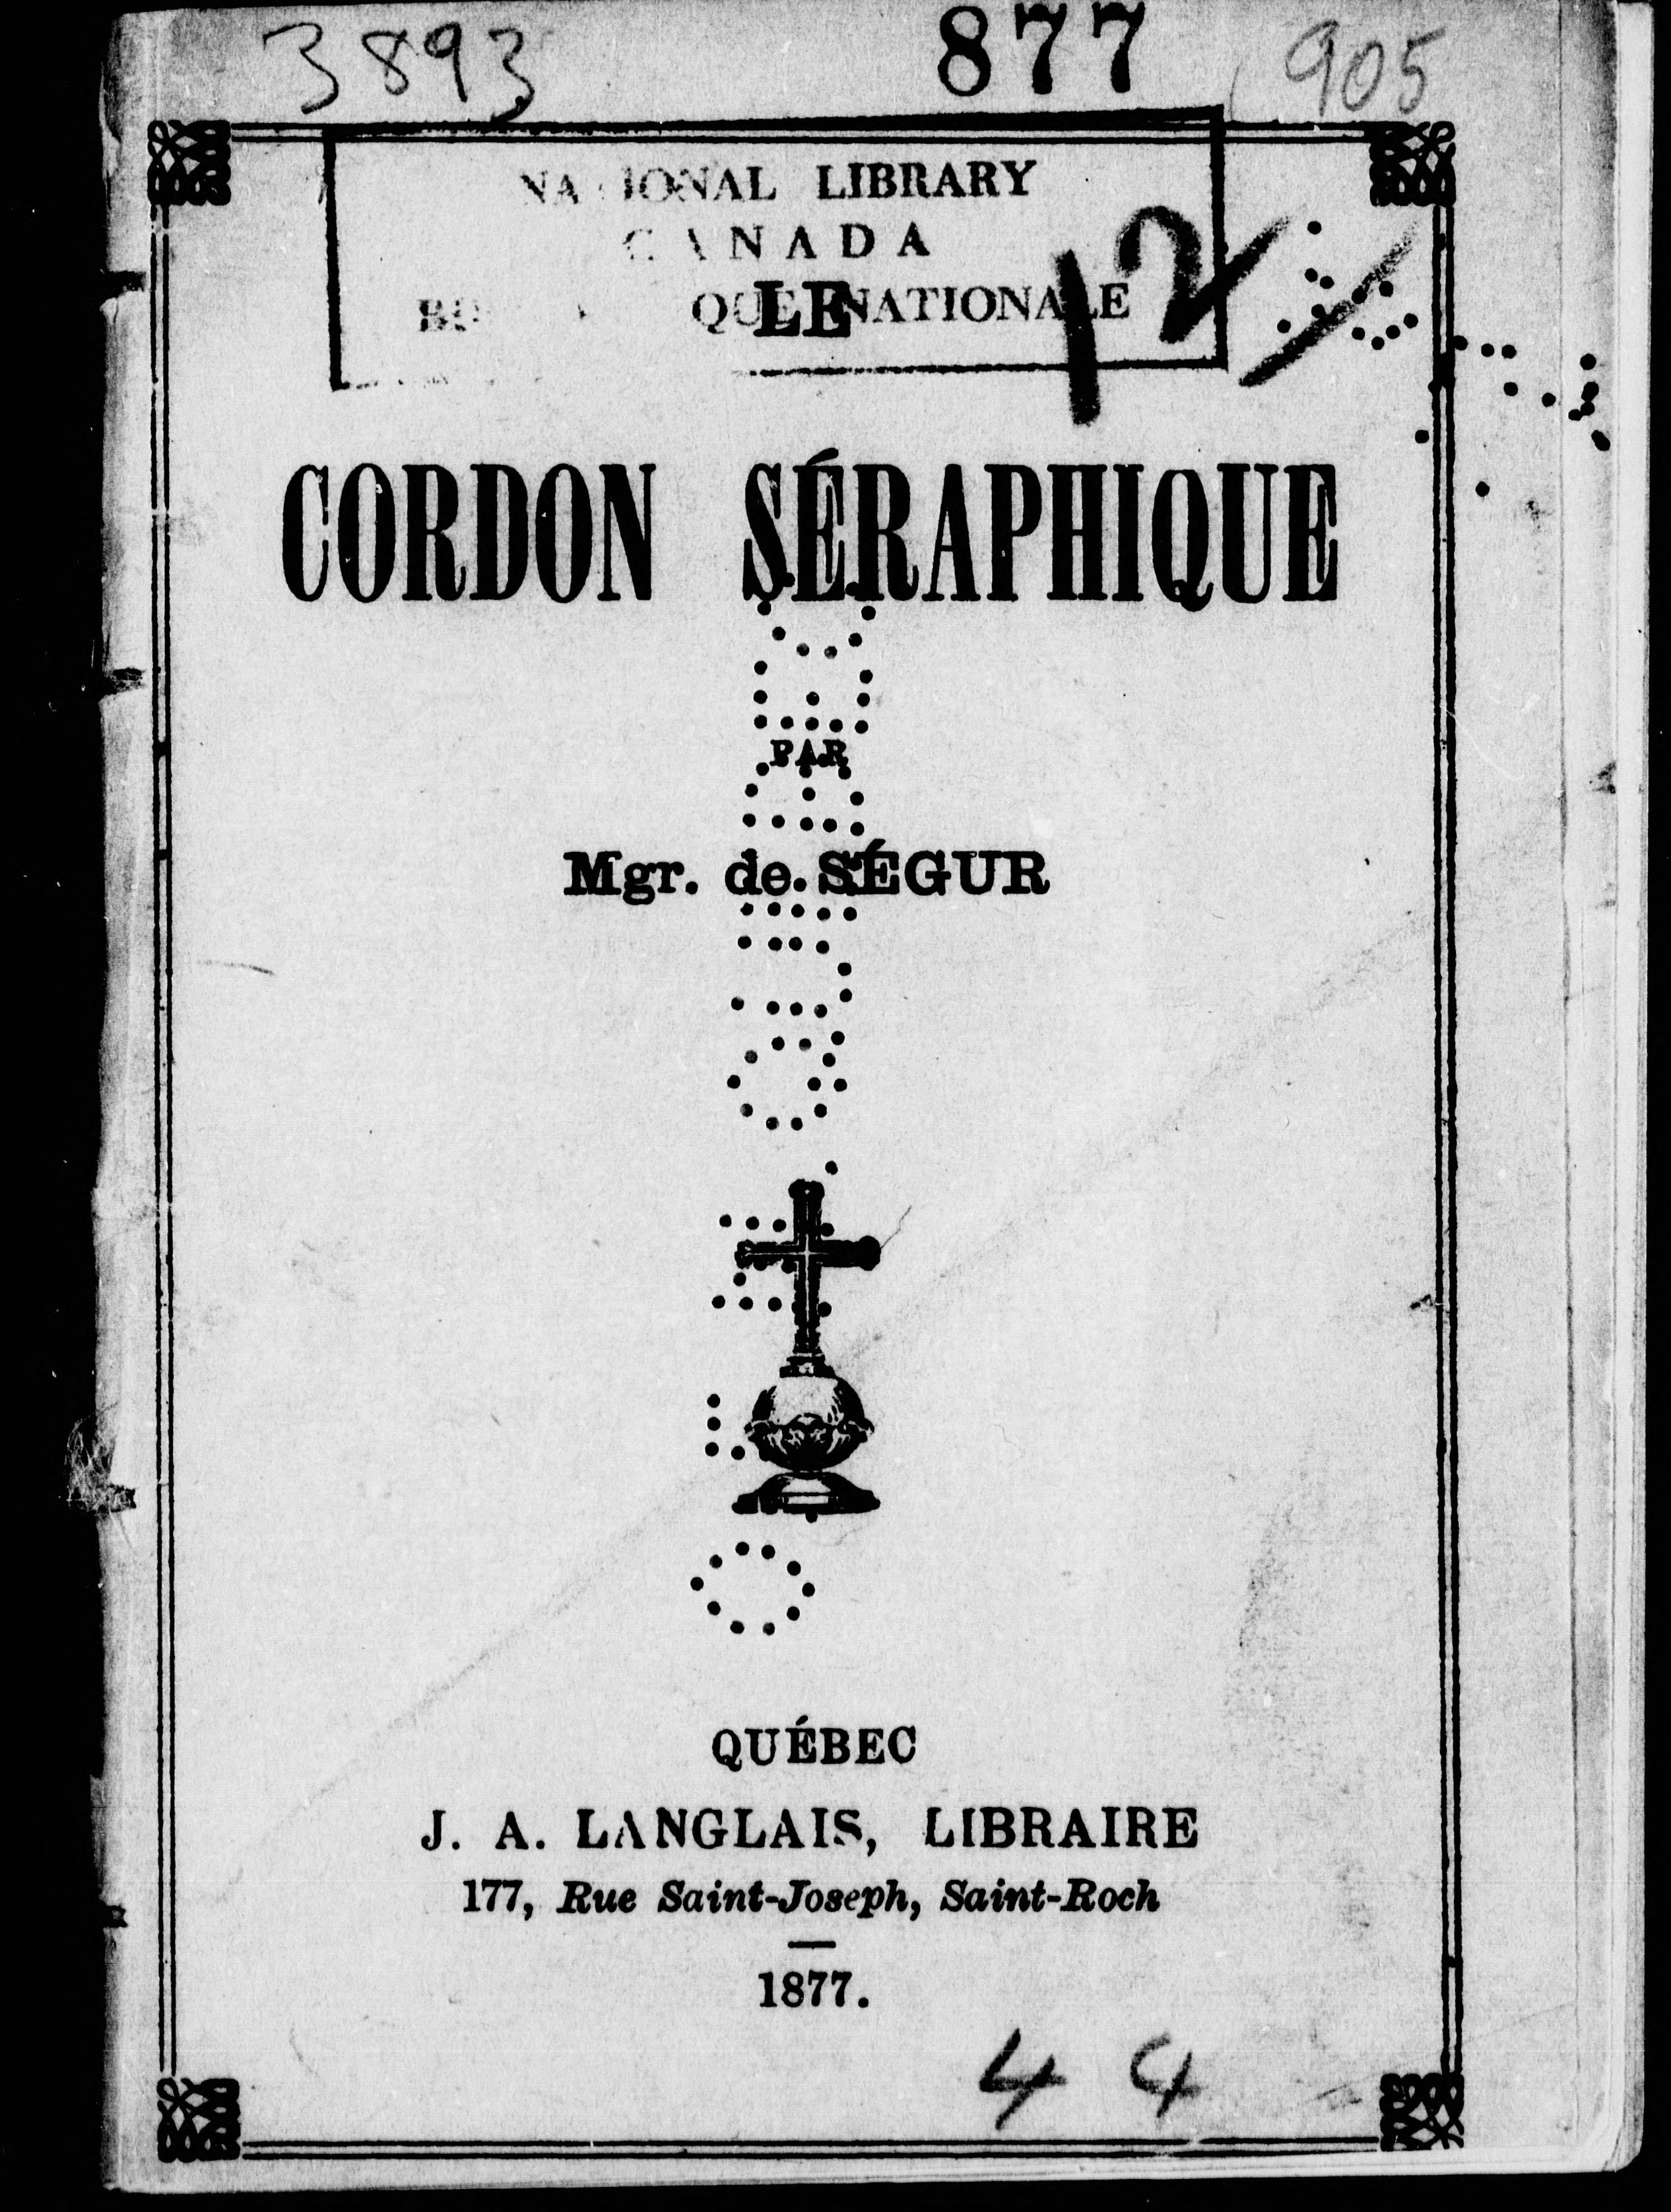 3893 877 905
NATIONAL LIBRARY
CANADA
QUE NATIONALE
12
LE
CORDON SÉRAPHIQUE
PAR
Mgr. de SÉGUR
QUÉBEC
J. A. LANGLAIS, LIBRAIRE
177, Rue Saint-Joseph, Saint-Roch
1877.
44